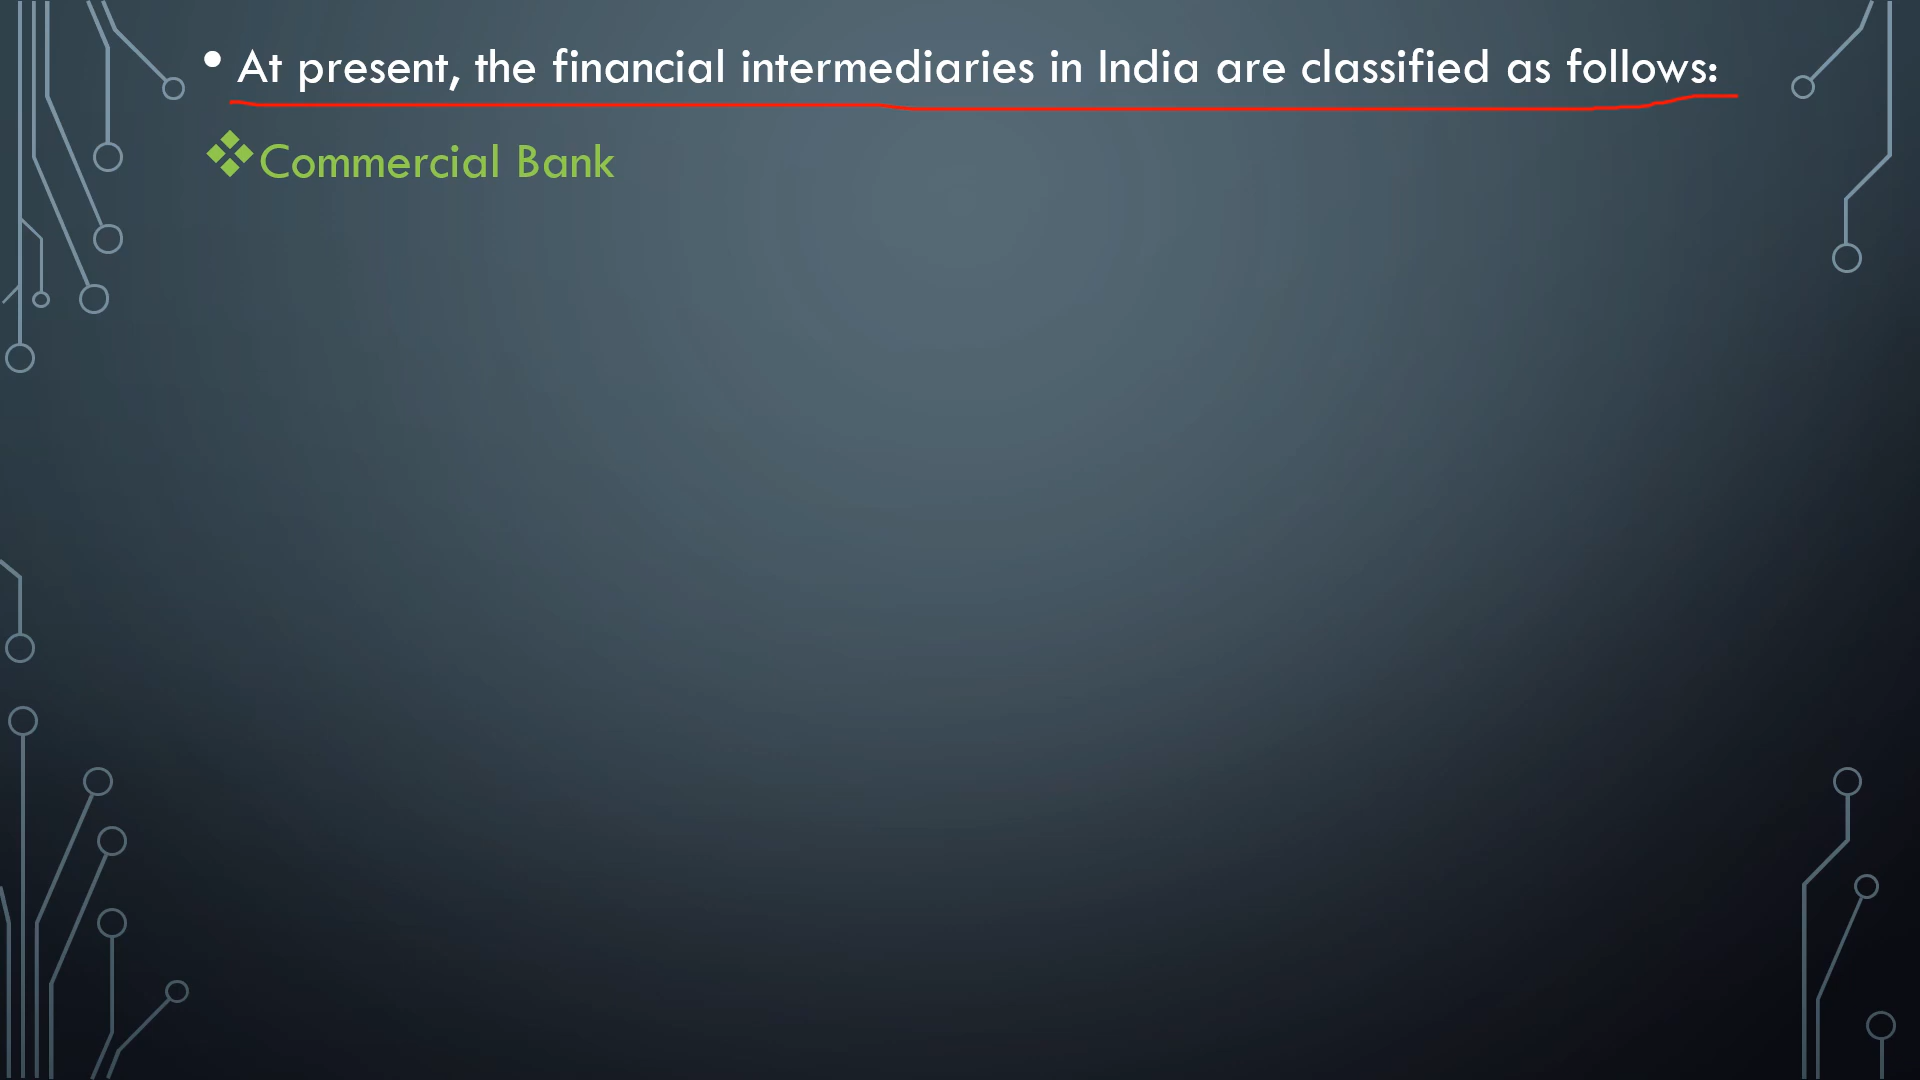 • At present, the financial intermediaries in India are classified as follows:
❖Commercial Bank